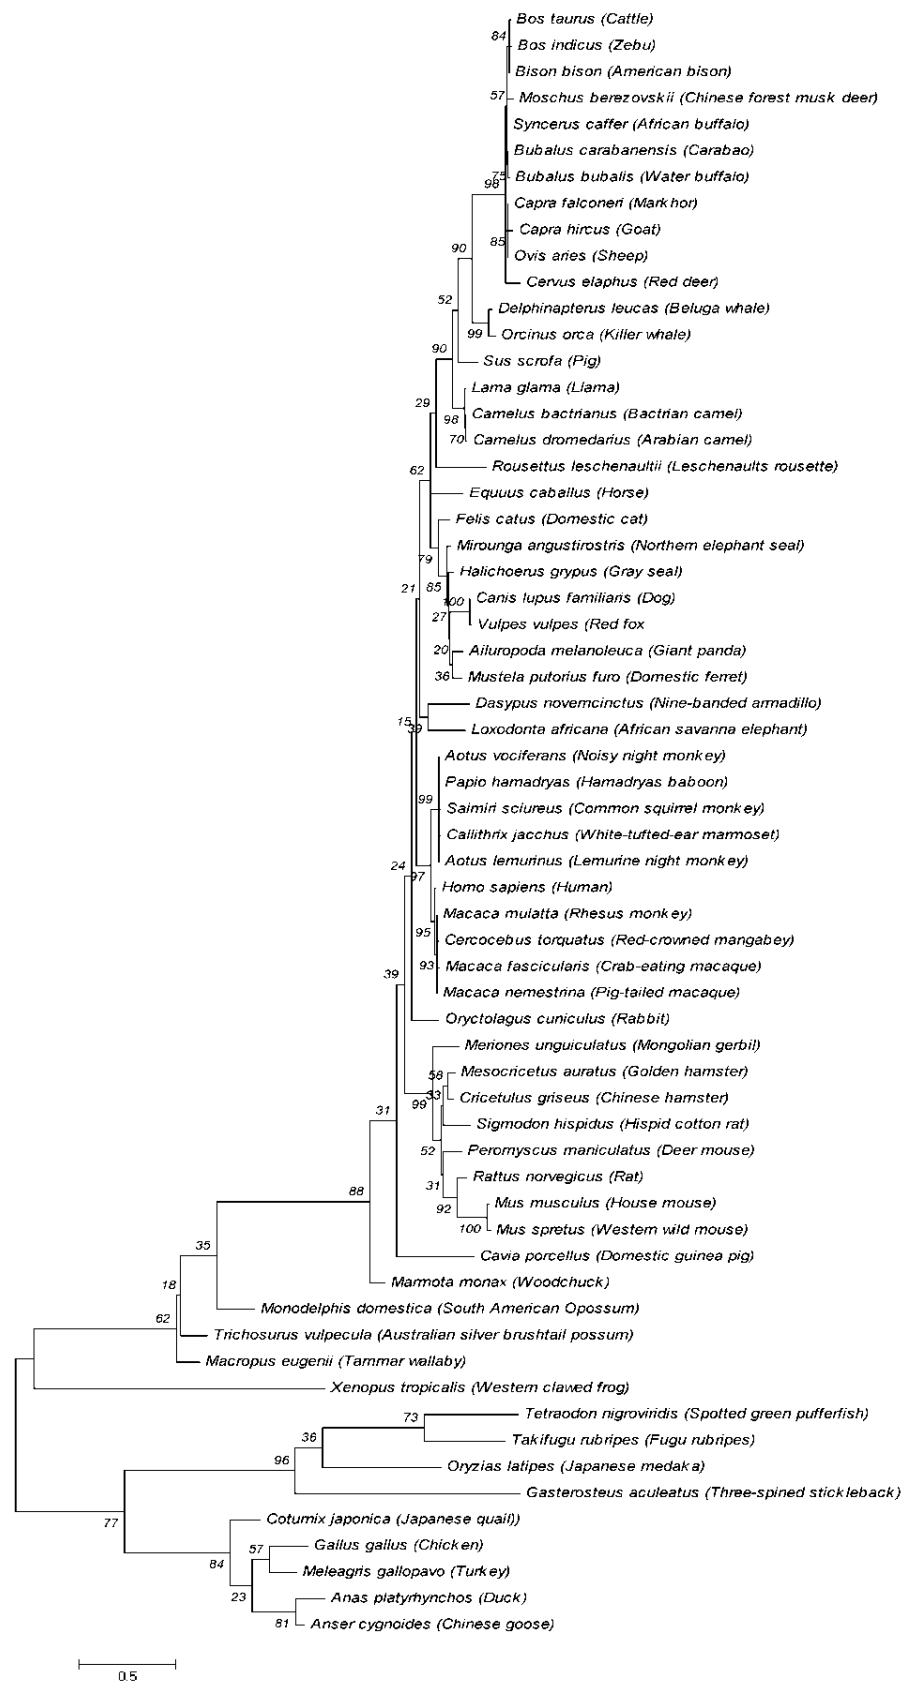 Bos taurus (Cattle)
84
Bos indicus (Zebu)
Bison bison (American bison)
57
Moschus berezovskii (Chinese forest musk deer)
Syncerus caffer (African buffalo)
Bubalus carabanensis (Carabao)
75
Bubalus bubalis (Water buffalo)
98
Capra falconeri (Markhor)
Capra hircus (Goat)
85
Ovis aries (Sheep)
90
Cervus elaphus (Red deer)
52
Delphinapterus leucas (Beluga whale)
99
Orcinus orca (Killer whale)
90
Sus scrofa (Pig)
Lama glama (Llama)
29
98
Camelus bactrianus (Bactrian camel)
70
Camelus dromedarius (Arabian camel)
Rousettus leschenaultii (Leschenaults rousette)
62
Equus caballus (Horse)
Felis catus (Domestic cat)
Mirounga angustirostris (Northern elephant seal)
79
Halichoerus grypus (Gray seal)
21
85
100
Canis lupus familiaris (Dog)
27
Vulpes vulpes (Red fox
20
Ailuropoda melanoleuca (Giant panda)
36
Mustela putorius furo (Domestic ferret)
Dasypus novemcinctus (Nine-banded armadillo)
15
39
Loxodonta africana (African savanna elephant)
Aotus vociferans (Noisy night monkey)
Papio hamadryas (Hamadryas baboon)
99
Saimiri sciureus (Common squirrel monkey)
Callithrix jacchus (White-tufted-ear marmoset)
24
Aotus lemurinus (Lemurine night monkey)
97
Homo sapiens (Human)
Macaca mulatta (Rhesus monkey)
95
Cercocebus torquatus (Red-crowned mangabey)
39
93
Macaca fascicularis (Crab-eating macaque)
Macaca nemestrina (Pig-tailed macaque)
Oryctolagus cuniculus (Rabbit)
Meriones unguiculatus (Mongolian gerbil)
58
Mesocricetus auratus (Golden hamster)
31
99
33
Cricetulus griseus (Chinese hamster)
Sigmodon hispidus (Hispid cotton rat)
52
Peromyscus maniculatus (Deer mouse)
88
31
Rattus norvegicus (Rat)
92
Mus musculus (House mouse)
100
Mus spretus (Western wild mouse)
35
Cavia porcellus (Domestic guinea pig)
18
Marmota monax (Woodchuck)
62
Monodelphis domestica (South American Opossum)
Trichosurus vulpecula (Australian silver brushtail possum)
Macropus eugenii (Tammar wallaby)
Xenopus tropicalis (Western clawed frog)
73
Tetraodon nigroviridis (Spotted green pufferfish)
36
Takifugu rubripes (Fugu rubripes)
96
Oryzias latipes (Japanese medaka)
Gasterosteus aculeatus (Three-spined stickleback)
77
Coturnix japonica (Japanese quail))
57
Gallus gallus (Chicken)
84
Meleagris gallopavo (Turkey)
23
Anas platyrhynchos (Duck)
81
Anser cygnoides (Chinese goose)
0.5